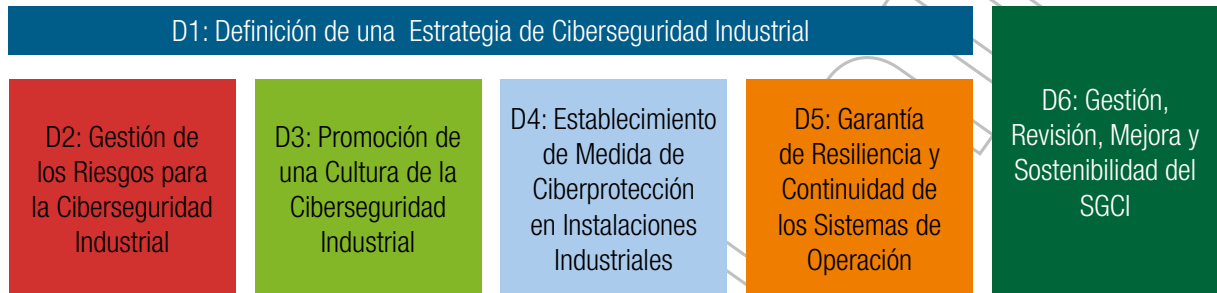 D1: Definición de una Estrategia de Ciberseguridad Industrial
D2: Gestión de
los Riesgos para
la Ciberseguridad
Industrial
D3: Promoción de
una Cultura de la
Ciberseguridad
Industrial
D4: Establecimiento
de Medida de
Ciberprotección
en Instalaciones
Industriales
D5: Garantía
de Resiliencia y
Continuidad de
los Sistemas de
Operación
D6: Gestión,
Revisión, Mejora y
Sostenibilidad del
SGCI